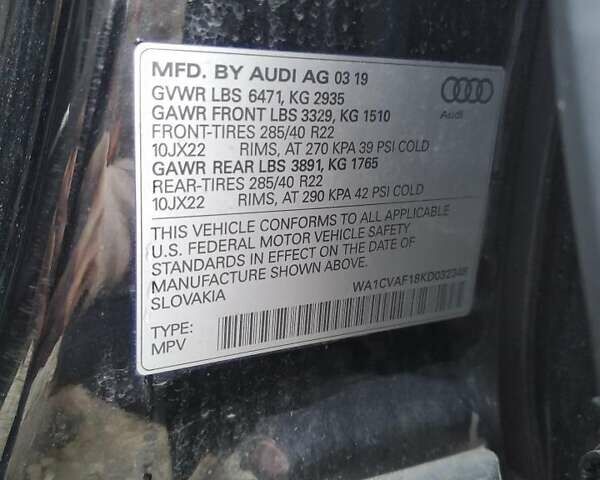 MFD. BY AUDI AG 03 19
GVWR LBS 6471, KG 2935
GAWR FRONT LBS 3329, KG 1510
FRONT-TIRES 285/40 R22
10JX22 RIMS, AT 270 KPA 39 PSI COLD
GAWR REAR LBS 3891, KG 1765
REAR-TIRES 285/40 R22
10JX22 RIMS, AT 290 KPA 42 PSI COLD
THIS VEHICLE CONFORMS TO ALL APPLICABLE
U.S. FEDERAL MOTOR VEHICLE SAFETY
STANDARDS IN EFFECT ON THE DATE OF
MANUFACTURE SHOWN ABOVE.
SLOVAKIA
WA1CVAF18KD032348
TYPE:
MPV
Audi